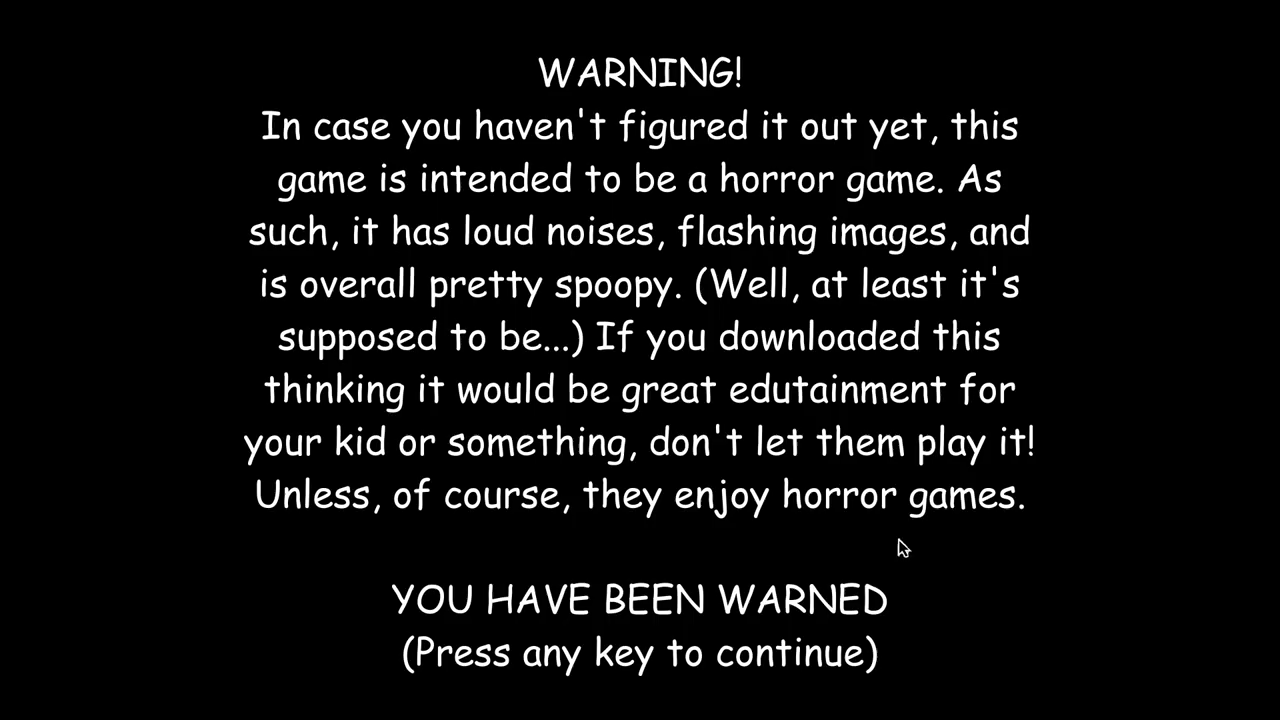 WARNING!
In case you haven't figured it out yet, this
game is intended to be a horror game. As
such, it has loud noises, flashing images, and
is overall pretty spoopy. (Well, at least it's
supposed to be...) If you downloaded this
thinking it would be great edutainment for
your kid or something, don't let them play it!
Unless, of course, they enjoy horror games.
YOU HAVE BEEN WARNED
(Press any key to continue)